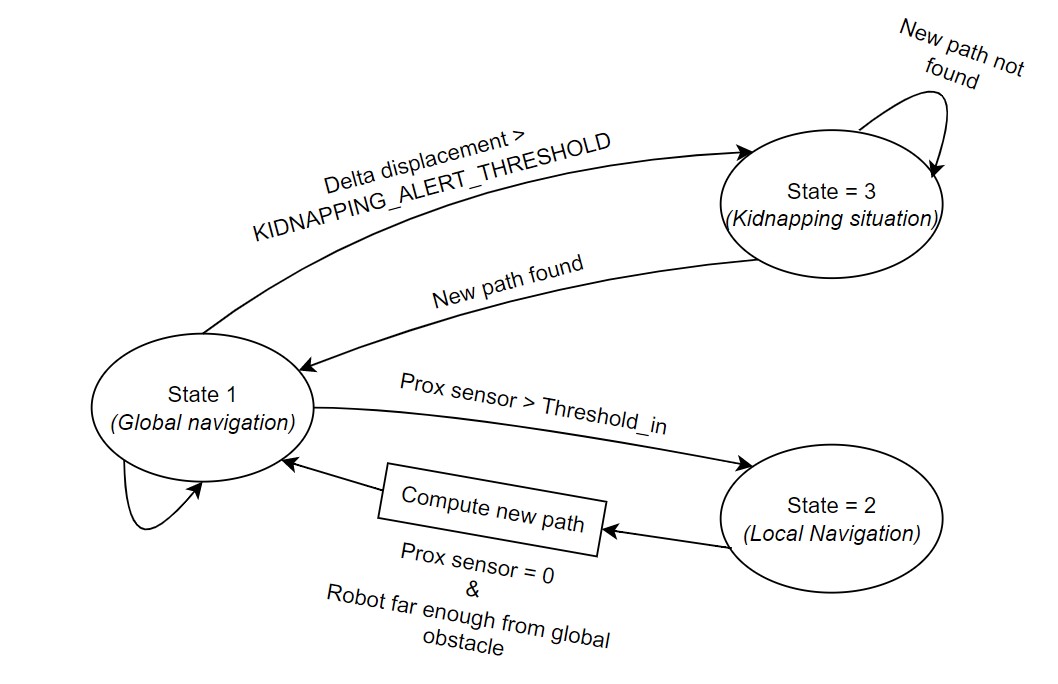 New path not
found
Delta displacement >
KIDNAPPING_ALERT_THRESHOLD
State = 3
(Kidnapping situation)
New path found
State 1
(Global navigation)
Prox sensor > Threshold_in
Compute new path
State = 2
(Local Navigation)
Prox sensor = 0
&
Robot far enough from global
obstacle